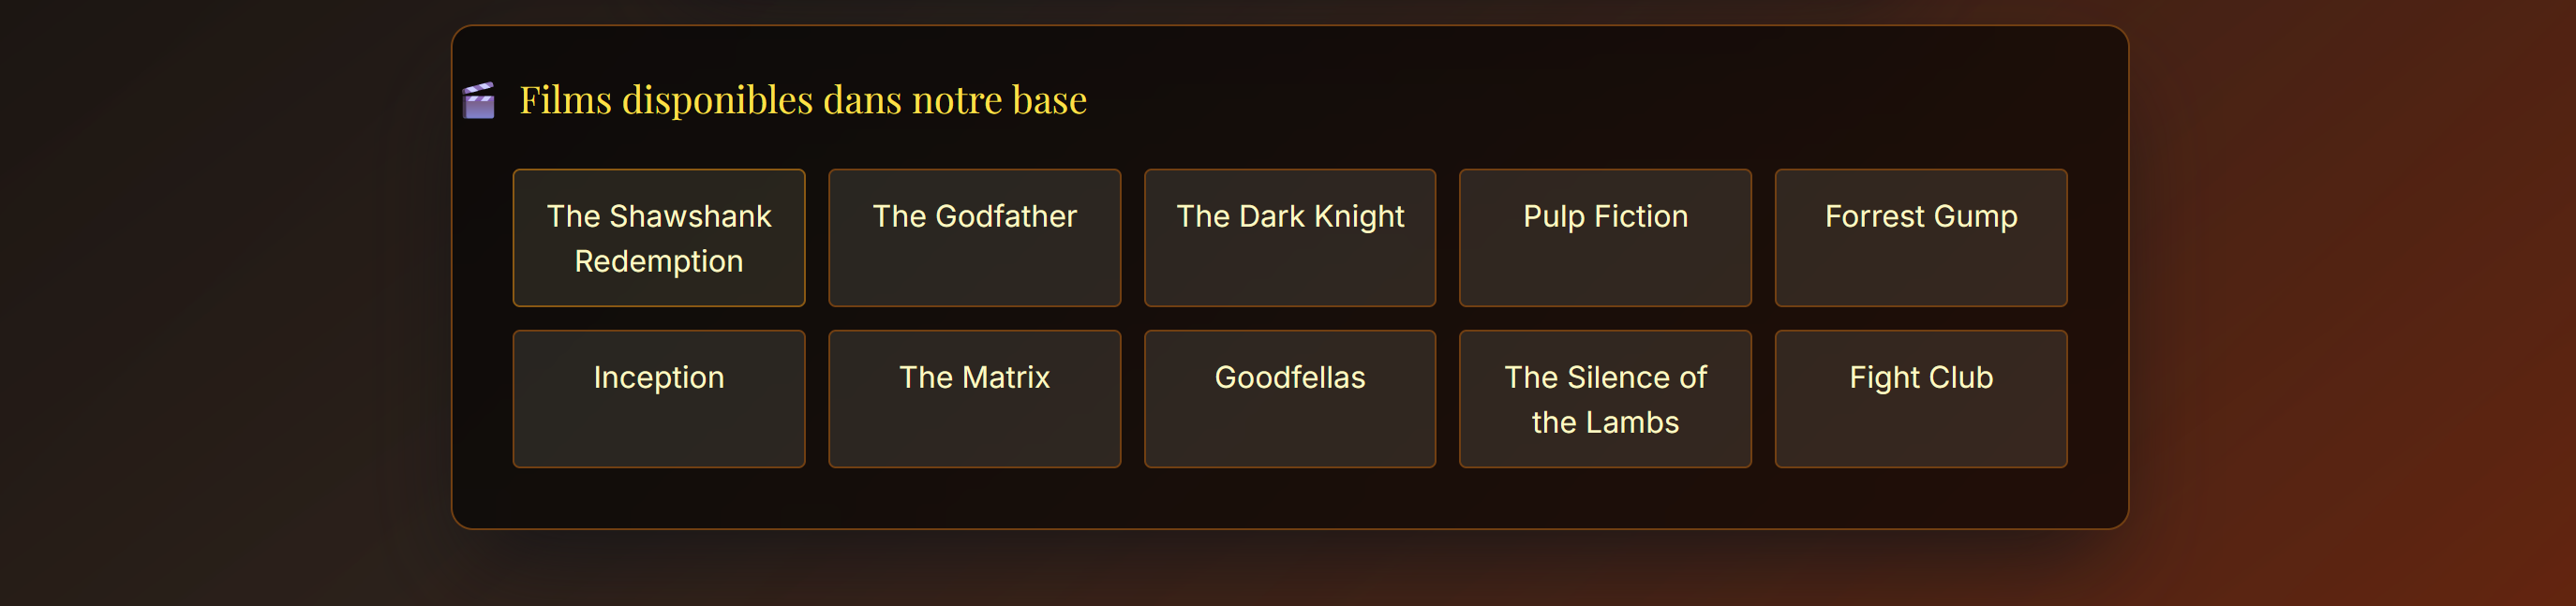 Films disponibles dans notre base
The Shawshank
Redemption
The Godfather
The Dark Knight
Pulp Fiction
Forrest Gump
Inception
The Matrix
Goodfellas
The Silence of
the Lambs
Fight Club